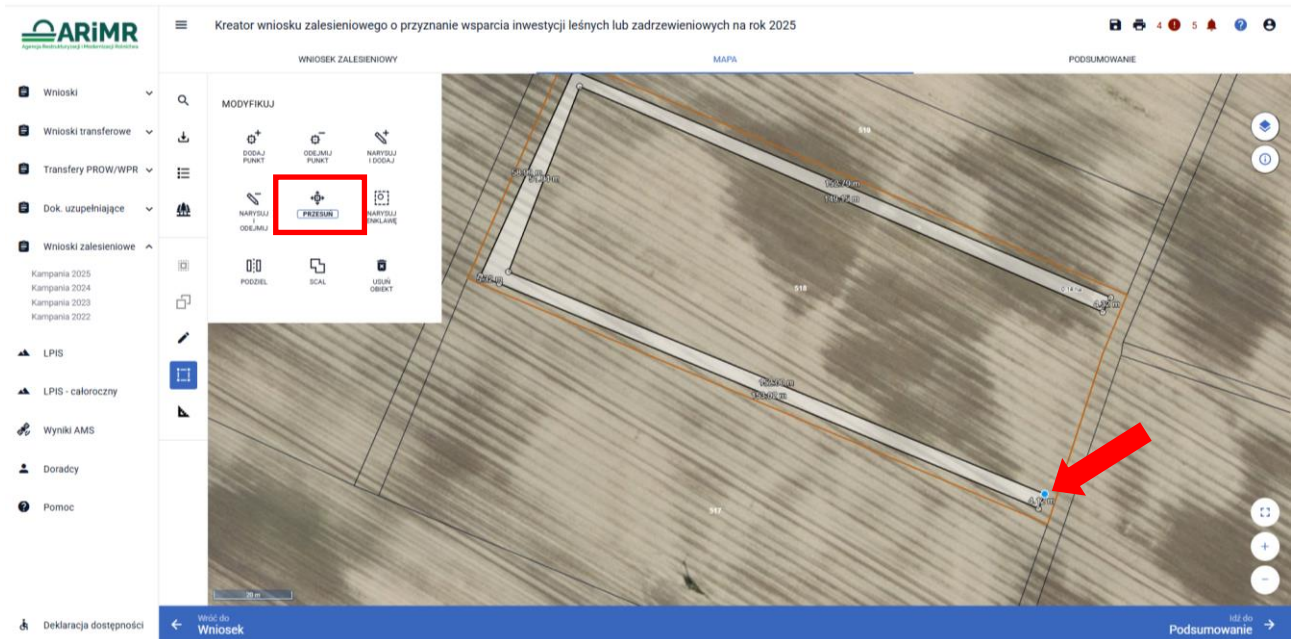 ARiMR
Agencja Restrukturyzacji i Modernizacji Rolnictwa
Kreator wniosku zalesieniowego o przyznanie wsparcia inwestycji leśnych lub zadrzewieniowych na rok 2025
4
5
WNIOSEK ZALESIENIOWY
MAPA
PODSUMOWANIE
Wnioski
Wnioski transferowe
Transfery PROW/WPR
Dok. uzupełniające
Wnioski zalesieniowe
Kampania 2025
Kampania 2024
Kampania 2023
Kampania 2022
LPIS
LPIS - całoroczny
Wyniki AMS
Doradcy
Pomoc
Deklaracja dostępności
MODYFIKUJ
DODAJ
PUNKT
ODEJMIJ
PUNKT
NARYSUJ
I DODAJ
NARYSUJ
I
ODEJMIJ
PRZESUŃ
NARYSUJ
ENKLAWĘ
PODZIEL
SCAL
USUŃ
OBIEKT
518
517
20 m
Wróć do
Wniosek
Idź do
Podsumowanie